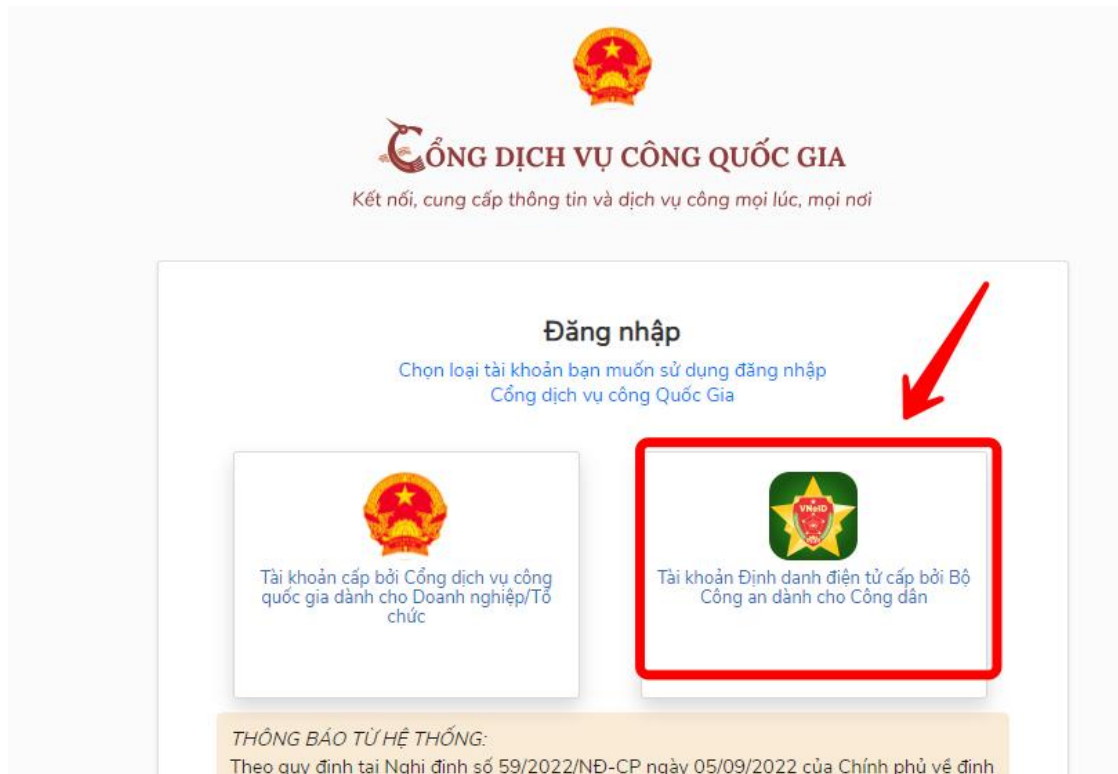 CỔNG DỊCH VỤ CÔNG QUỐC GIA
Kết nối, cung cấp thông tin và dịch vụ công mọi lúc, mọi nơi
Đăng nhập
Chọn loại tài khoản bạn muốn sử dụng đăng nhập
Cổng dịch vụ công Quốc Gia
Tài khoản cấp bởi Cổng dịch vụ công
quốc gia dành cho Doanh nghiệp/Tổ
chức
VNeID
Tài khoản Định danh điện tử cấp bởi Bộ
Công an dành cho Công dân
THÔNG BÁO TỪ HỆ THỐNG:
Theo quy định tại Nghị định số 59/2022/NĐ-CP ngày 05/09/2022 của Chính phủ về định